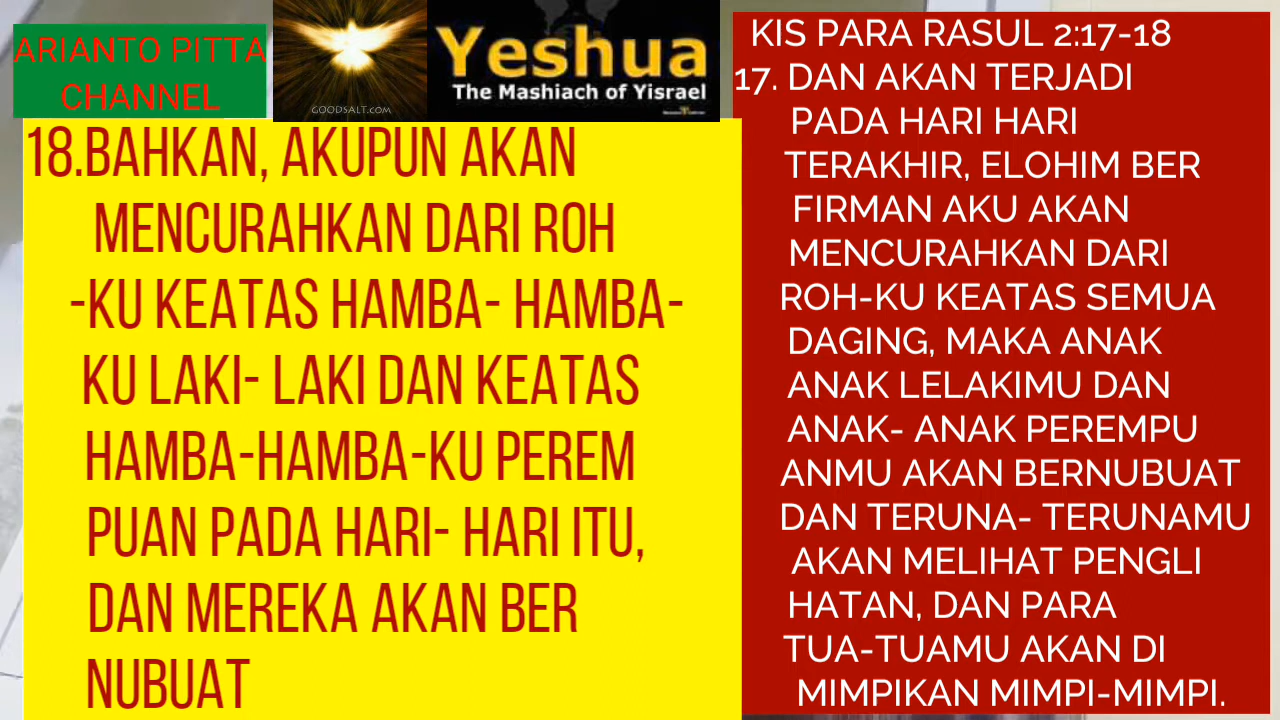 ARIANTO PITTA
CHANNEL
GOODSALT.COM
Yeshua
The Mashiach of Yisrael
KIS PARA RASUL 2:17-18
17. DAN AKAN TERJADI
PADA HARI HARI
TERAKHIR, ELOHIM BER
FIRMAN AKU AKAN
MENCURAHKAN DARI
ROH-KU KEATAS SEMUA
DAGING, MAKA ANAK
ANAK LELAKIMU DAN
ANAK- ANAK PEREMPU
ANMU AKAN BERNUBUAT
DAN TERUNA- TERUNAMU
AKAN MELIHAT PENGLI
HATAN, DAN PARA
TUA-TUAMU AKAN DI
MIMPIKAN MIMPI-MIMPI.
18.BAHKAN, AKUPUN AKAN
MENCURAHKAN DARI ROH
-KU KEATAS HAMBA- HAMBA-
KU LAKI- LAKI DAN KEATAS
HAMBA-HAMBA-KU PEREM
PUAN PADA HARI- HARI ITU,
DAN MEREKA AKAN BER
NUBUAT